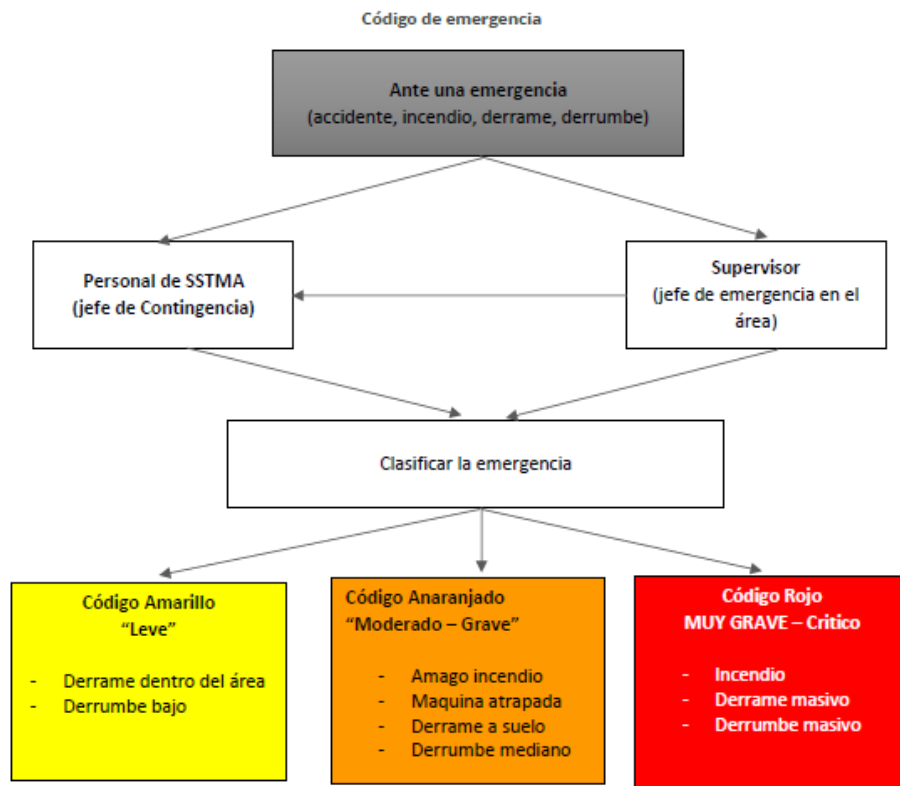 Código de emergencia
Ante una emergencia
(accidente, incendio, derrame, derrumbe)
Personal de SSTMA
(jefe de Contingencia)
Supervisor
(jefe de emergencia en el
área)
Clasificar la emergencia
Código Amarillo
“Leve”
- Derrame dentro del área
- Derrumbe bajo
Código Anaranjado
“Moderado – Grave”
- Amago incendio
- Maquina atrapada
- Derrame a suelo
- Derrumbe mediano
Código Rojo
MUY GRAVE – Critico
- Incendio
- Derrame masivo
- Derrumbe masivo